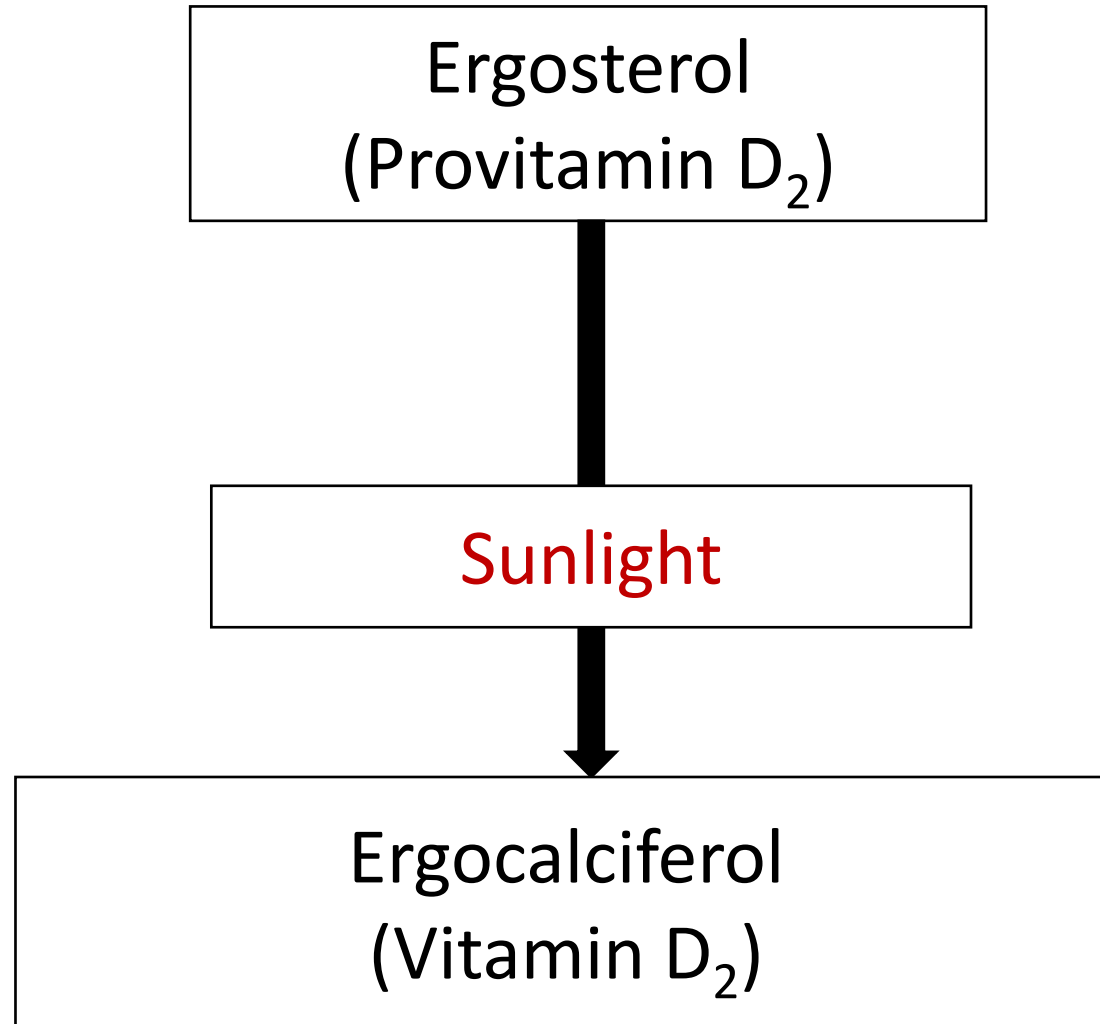 Ergosterol
(Provitamin D₂)
Sunlight
Ergocalciferol
(Vitamin D₂)